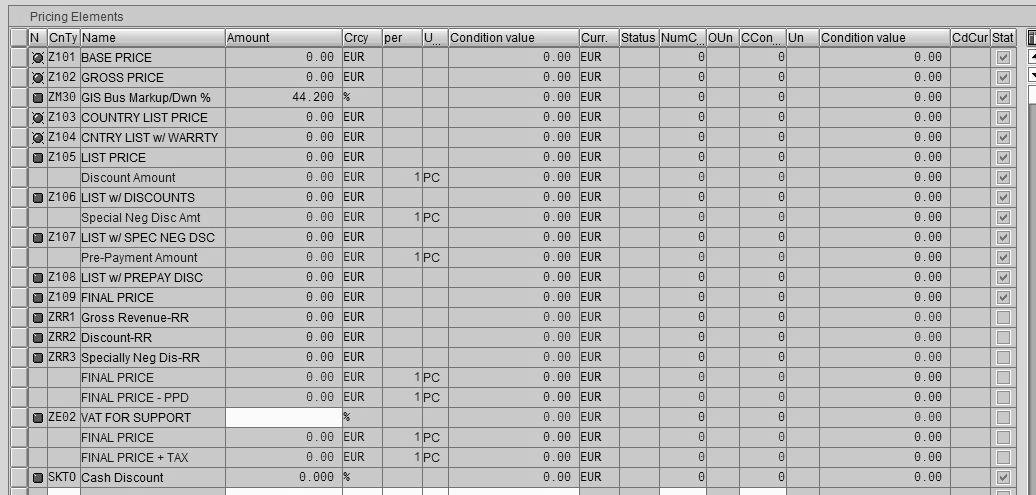 Pricing Elements
N CnTy Name Amount Crcy per U... Condition value Curr. Status NumC... OUn CCon... Un Condition value CdCur Stat
Z101 BASE PRICE 0.00 EUR 0.00 EUR 0 0 0.00
Z102 GROSS PRICE 0.00 EUR 0.00 EUR 0 0 0.00
ZM30 GIS Bus Markup/Dwn % 44.200 % 0.00 EUR 0 0 0.00
Z103 COUNTRY LIST PRICE 0.00 EUR 0.00 EUR 0 0 0.00
Z104 CNTRY LIST w/ WARRTY 0.00 EUR 0.00 EUR 0 0 0.00
Z105 LIST PRICE 0.00 EUR 0.00 EUR 0 0 0.00
Discount Amount 0.00 EUR 1 PC 0.00 EUR 0 0 0.00
Z106 LIST w/ DISCOUNTS 0.00 EUR 0.00 EUR 0 0 0.00
Special Neg Disc Amt 0.00 EUR 1 PC 0.00 EUR 0 0 0.00
Z107 LIST w/ SPEC NEG DSC 0.00 EUR 0.00 EUR 0 0 0.00
Pre-Payment Amount 0.00 EUR 1 PC 0.00 EUR 0 0 0.00
Z108 LIST w/ PREPAY DISC 0.00 EUR 0.00 EUR 0 0 0.00
Z109 FINAL PRICE 0.00 EUR 0.00 EUR 0 0 0.00
ZRR1 Gross Revenue-RR 0.00 EUR 0.00 EUR 0 0 0.00
ZRR2 Discount-RR 0.00 EUR 0.00 EUR 0 0 0.00
ZRR3 Specially Neg Dis-RR 0.00 EUR 0.00 EUR 0 0 0.00
FINAL PRICE 0.00 EUR 1 PC 0.00 EUR 0 0 0.00
FINAL PRICE - PPD 0.00 EUR 1 PC 0.00 EUR 0 0 0.00
ZE02 VAT FOR SUPPORT % 0.00 EUR 0 0 0.00
FINAL PRICE 0.00 EUR 1 PC 0.00 EUR 0 0 0.00
FINAL PRICE + TAX 0.00 EUR 1 PC 0.00 EUR 0 0 0.00
SKT0 Cash Discount 0.000 % 0.00 EUR 0 0 0.00